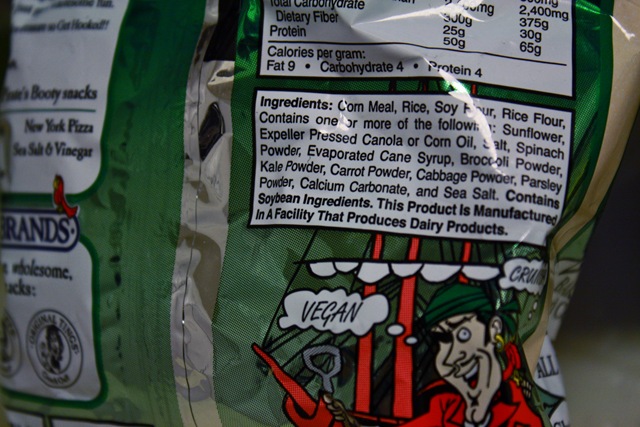 Total Carbohydrate
2,400mg
Dietary Fiber 300g 375g
Protein 25g 30g
50g 65g
Calories per gram:
Fat 9 • Carbohydrate 4 • Protein 4
Ingredients: Corn Meal, Rice, Soy Flour, Rice Flour,
Contains one or more of the following: Sunflower,
Expeller Pressed Canola or Corn Oil, Salt, Spinach
Powder, Evaporated Cane Syrup, Broccoli Powder,
Kale Powder, Carrot Powder, Cabbage Powder, Parsley
Powder, Calcium Carbonate, and Sea Salt. Contains
Soybean Ingredients. This Product Is Manufactured
In A Facility That Produces Dairy Products.
Booty snacks
New York Pizza
Sea Salt & Vinegar
BRANDS
wholesome,
ORIGINAL TINGS
VEGAN
ALL